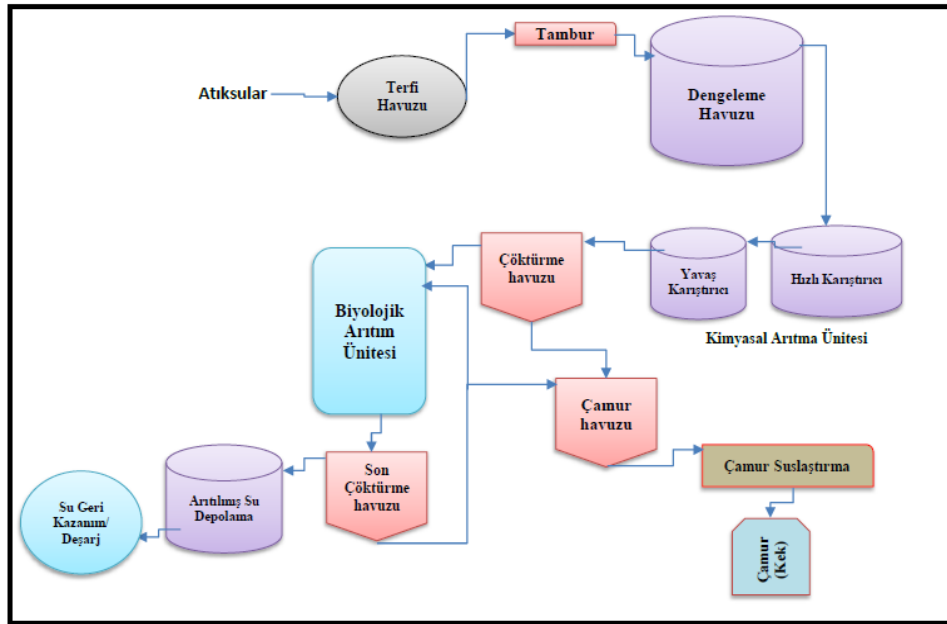 Tambur
Atıksular
Terfi
Havuzu
Dengeleme
Havuzu
Hızlı Karıştırıcı
Yavaş
Karıştırıcı
Kimyasal Arıtma Ünitesi
Çöktürme
havuzu
Biyolojik
Arıtım
Ünitesi
Çamur
havuzu
Son
Çöktürme
havuzu
Arıtılmış Su
Depolama
Su Geri
Kazanım/
Deşarj
Çamur Suslaştırma
Çamur
(Kek)